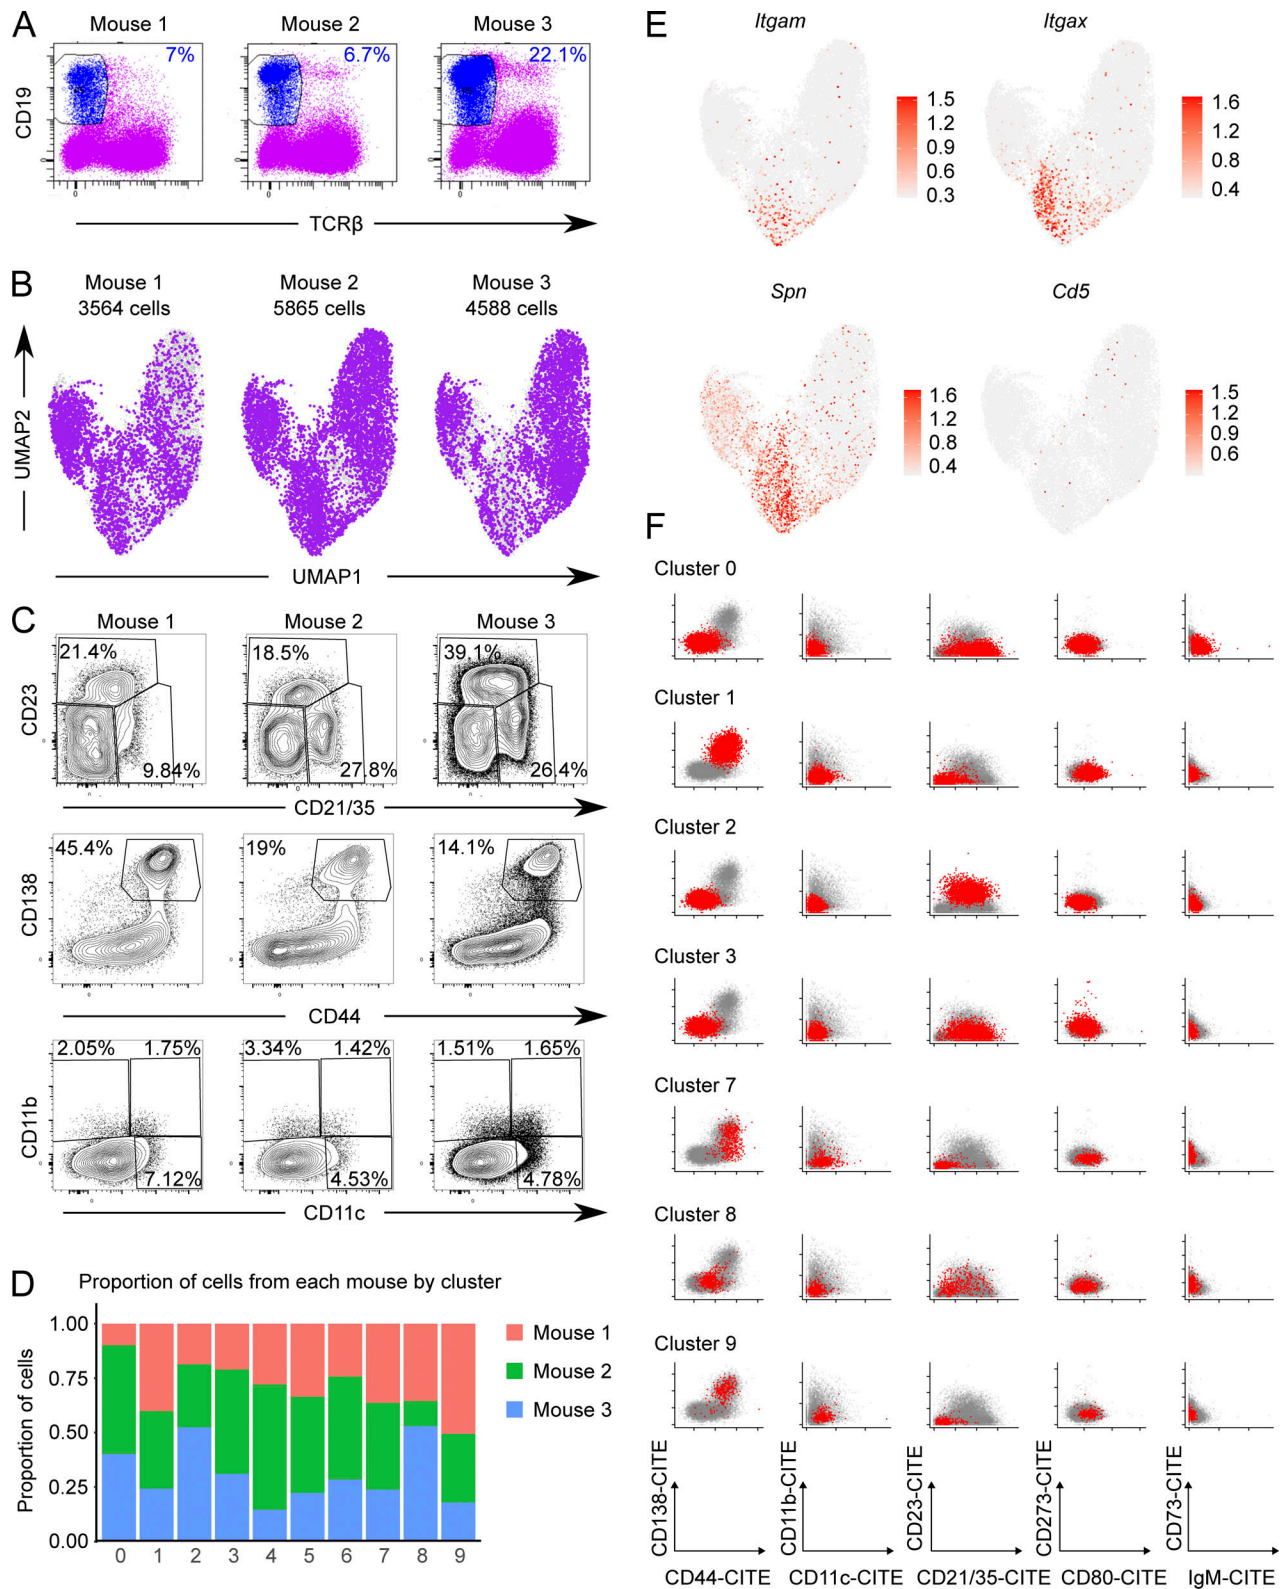 A
Mouse 1
Mouse 2
Mouse 3
7%
6.7%
22.1%
CD19
0
0
0
0
TCRβ
B
Mouse 1
3564 cells
Mouse 2
5865 cells
Mouse 3
4588 cells
UMAP2
UMAP1
C
Mouse 1
Mouse 2
Mouse 3
21.4%
18.5%
39.1%
CD23
9.84%
27.8%
26.4%
CD21/35
45.4%
19%
14.1%
CD138
CD44
2.05%
1.75%
3.34%
1.42%
1.51%
1.65%
CD11b
7.12%
4.53%
4.78%
CD11c
D
Proportion of cells from each mouse by cluster
Proportion of cells
1.00
0.75
0.50
0.25
0.00
0 1 2 3 4 5 6 7 8 9
Mouse 1
Mouse 2
Mouse 3
E
Itgam
1.5
1.2
0.9
0.6
0.3
Itgax
1.6
1.2
0.8
0.4
Spn
1.6
1.2
0.8
0.4
Cd5
1.5
1.2
0.9
0.6
F
Cluster 0
Cluster 1
Cluster 2
Cluster 3
Cluster 7
Cluster 8
Cluster 9
CD138-CITE
CD44-CITE
CD11b-CITE
CD11c-CITE
CD23-CITE
CD21/35-CITE
CD273-CITE
CD80-CITE
CD73-CITE
IgM-CITE